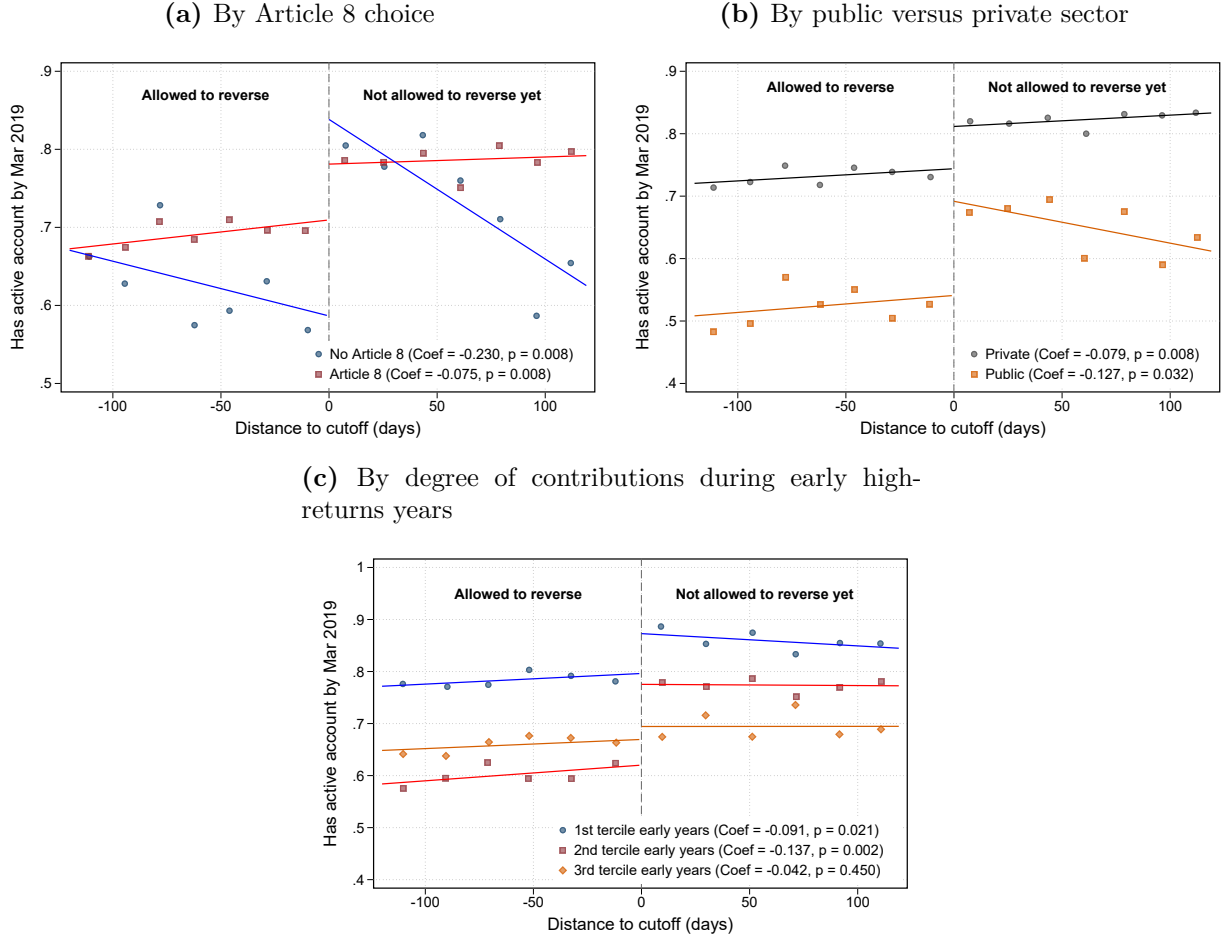 (a) By Article 8 choice
Has active account by Mar 2019
.9
.8
.7
.6
.5
Allowed to reverse
Not allowed to reverse yet
No Article 8 (Coef = -0.230, p = 0.008)
Article 8 (Coef = -0.075, p = 0.008)
-100 -50 0 50 100
Distance to cutoff (days)
(b) By public versus private sector
Has active account by Mar 2019
.9
.8
.7
.6
.5
.4
Allowed to reverse
Not allowed to reverse yet
Private (Coef = -0.079, p = 0.008)
Public (Coef = -0.127, p = 0.032)
-100 -50 0 50 100
Distance to cutoff (days)
(c) By degree of contributions during early high-
returns years
Has active account by Mar 2019
1
.9
.8
.7
.6
.5
.4
Allowed to reverse
Not allowed to reverse yet
1st tercile early years (Coef = -0.091, p = 0.021)
2nd tercile early years (Coef = -0.137, p = 0.002)
3rd tercile early years (Coef = -0.042, p = 0.450)
-100 -50 0 50 100
Distance to cutoff (days)